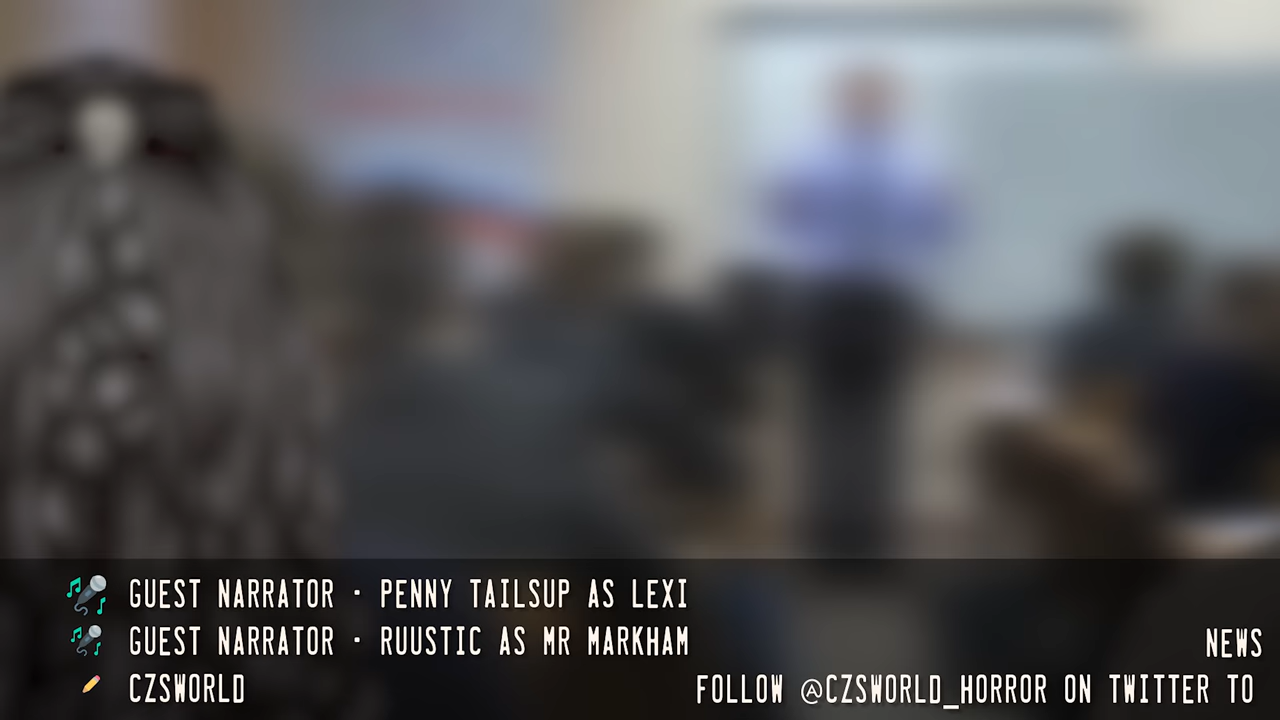 GUEST NARRATOR · PENNY TAILSUP AS LEXI
GUEST NARRATOR · RUUSTIC AS MR MARKHAM
CZSWORLD
NEWS
FOLLOW @CZSWORLD_HORROR ON TWITTER TO